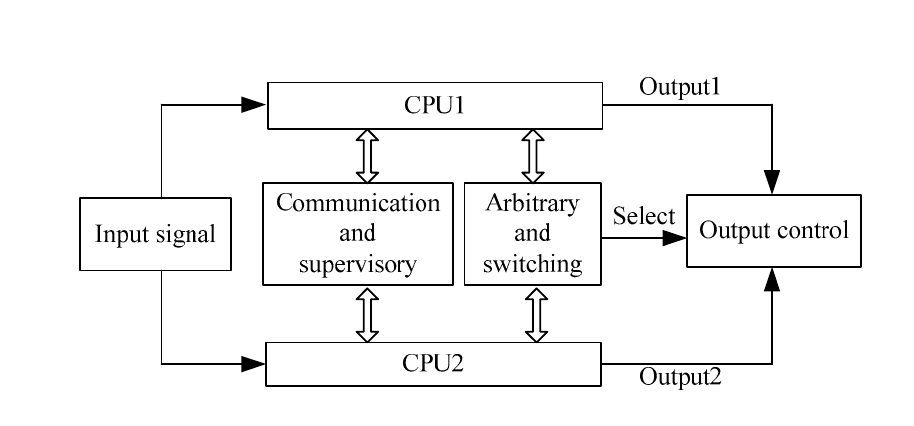 Output1
CPU1
Communication
and
supervisory
Arbitrary
and
switching
Select
Input signal
Output control
CPU2
Output2